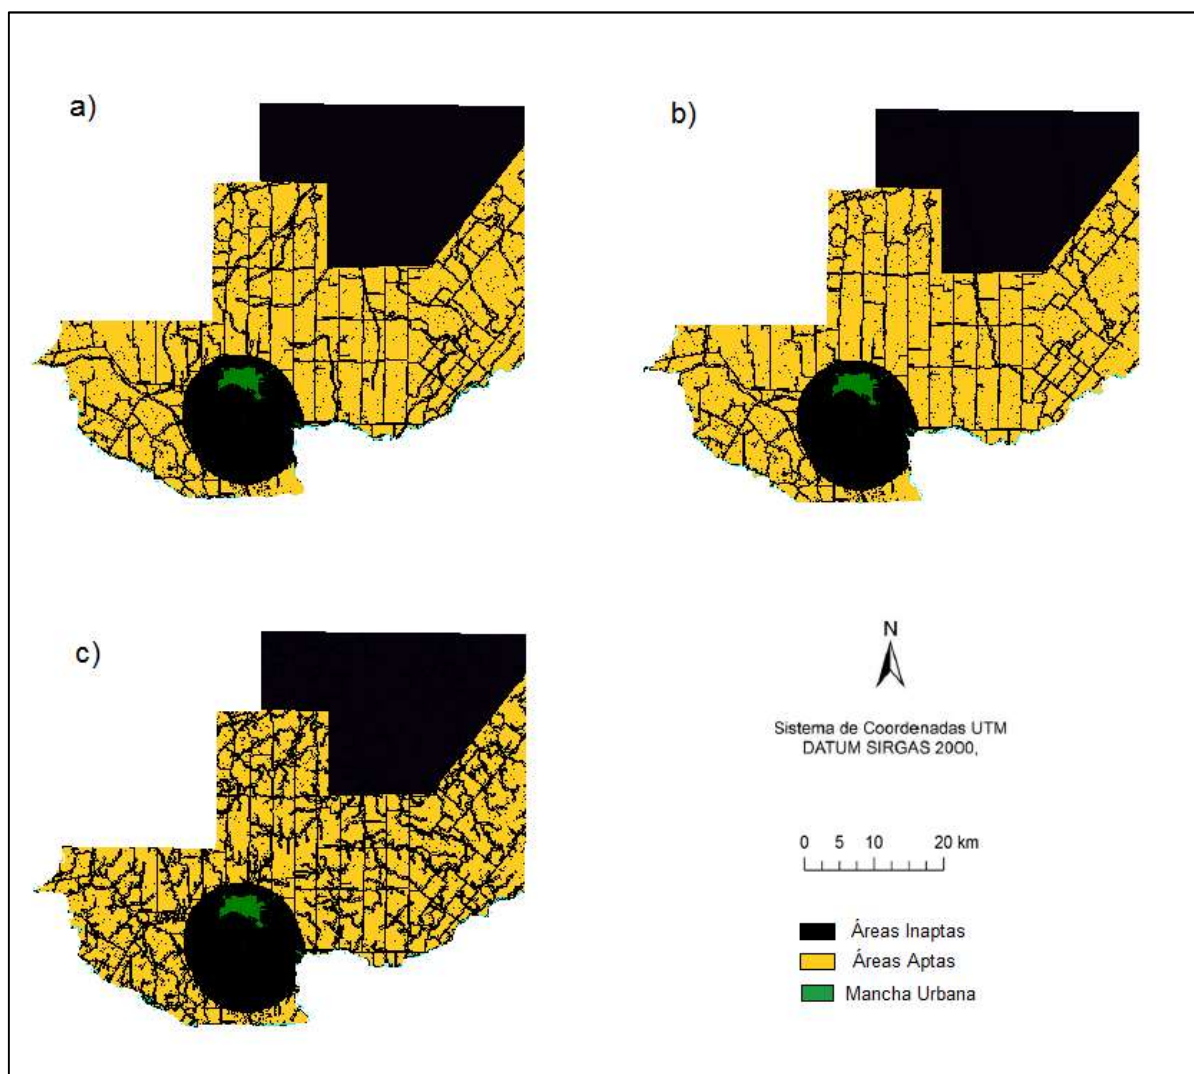 a)
b)
c)
N
Sistema de Coordenadas UTM
DATUM SIRGAS 2000,
0 5 10 20 km
Áreas Inaptas
Áreas Aptas
Mancha Urbana